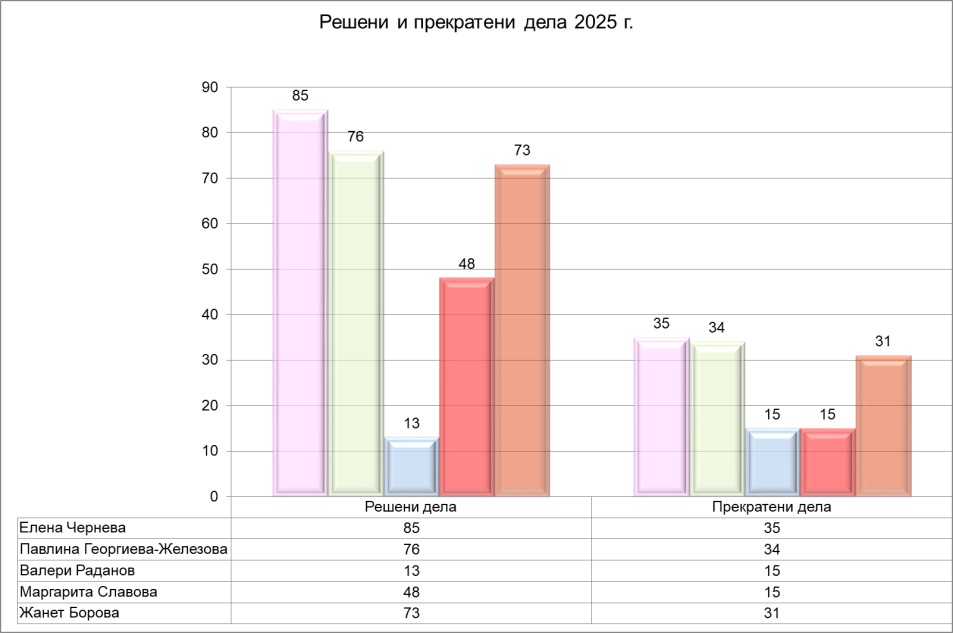 Решени и прекратени дела 2025 г.
90
80
70
60
50
40
30
20
10
0
85
76
13
48
73
35
34
15
15
31
Решени дела Прекратени дела
Елена Чернева 85 35
Павлина Георгиева-Железова 76 34
Валери Раданов 13 15
Маргарита Славова 48 15
Жанет Борова 73 31